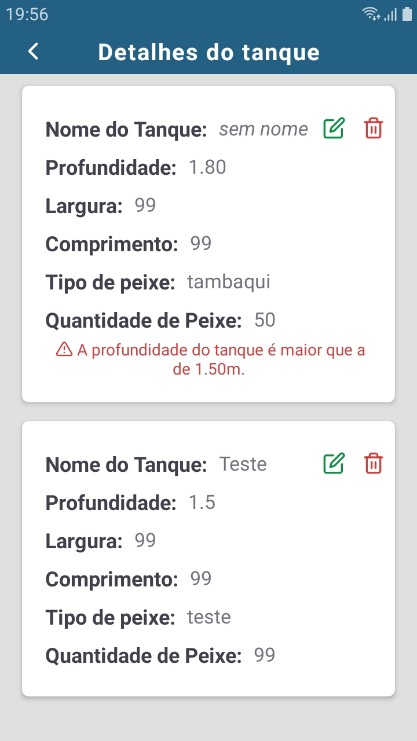 19:56
Detalhes do tanque
Nome do Tanque: sem nome
Profundidade: 1.80
Largura: 99
Comprimento: 99
Tipo de peixe: tambaqui
Quantidade de Peixe: 50
A profundidade do tanque é maior que a
de 1.50m.
Nome do Tanque: Teste
Profundidade: 1.5
Largura: 99
Comprimento: 99
Tipo de peixe: teste
Quantidade de Peixe: 99